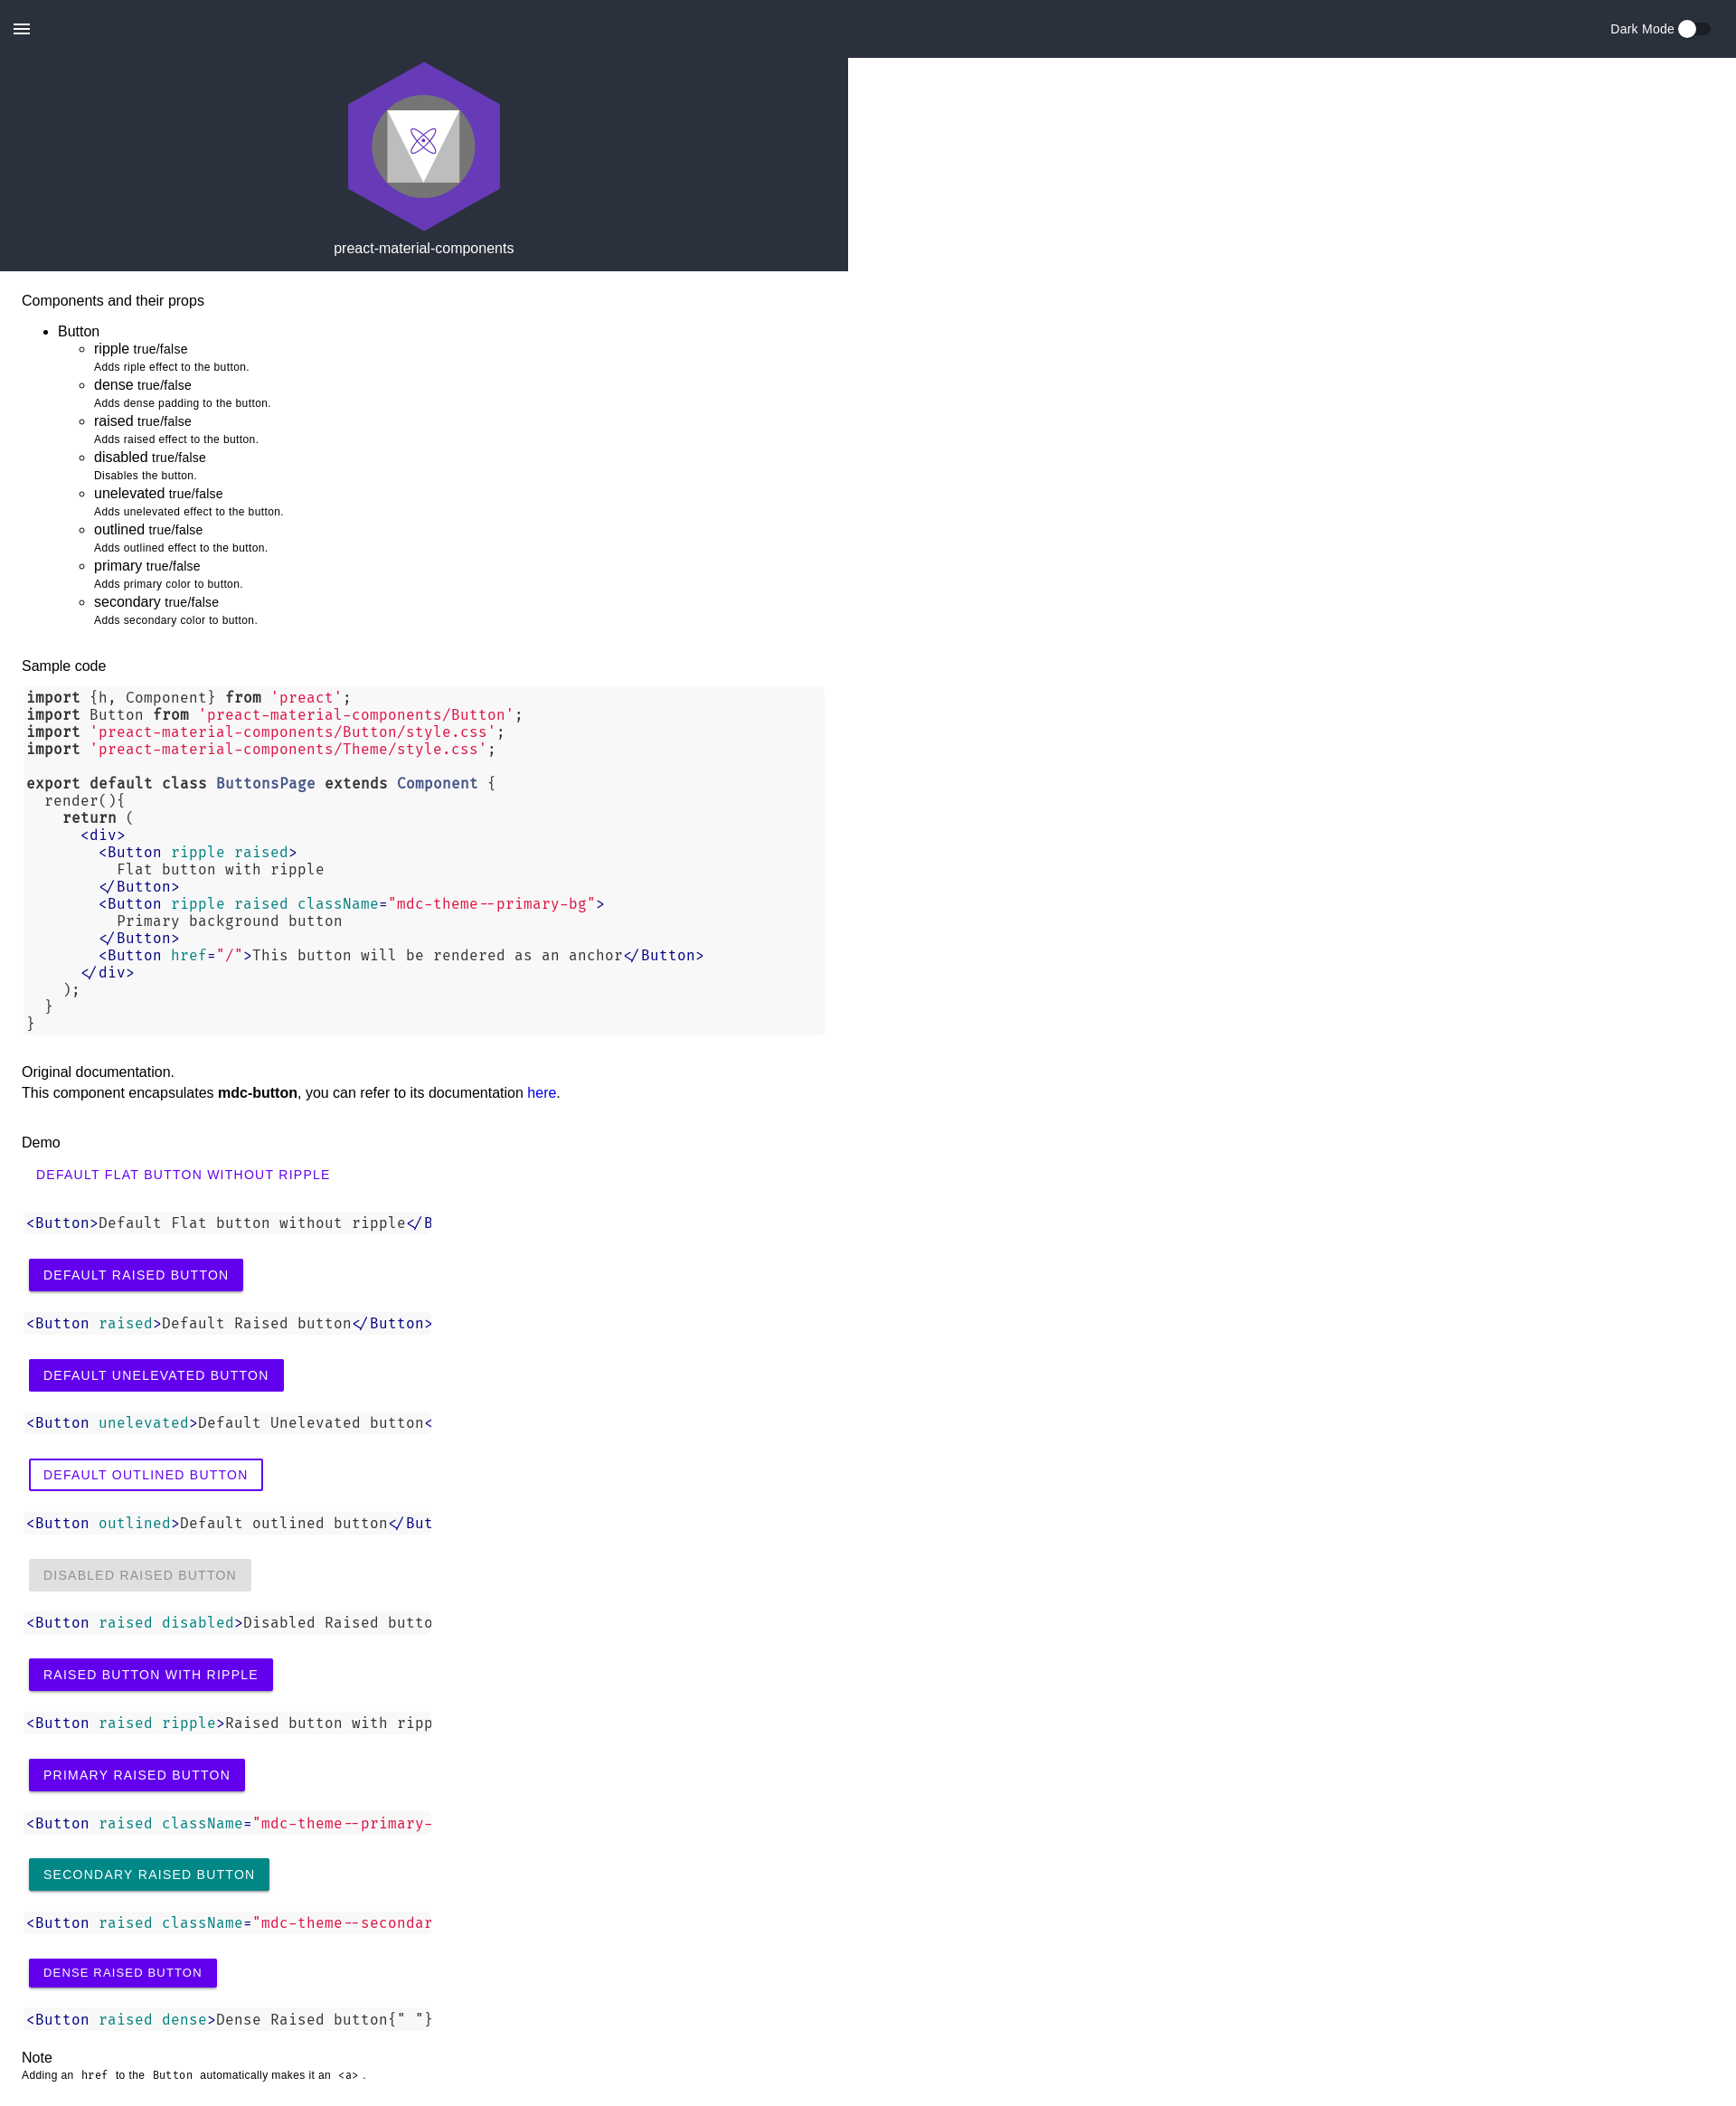 Dark Mode
preact-material-components
Components and their props
Button
ripple true/false
Adds riple effect to the button.
dense true/false
Adds dense padding to the button.
raised true/false
Adds raised effect to the button.
disabled true/false
Disables the button.
unelevated true/false
Adds unelevated effect to the button.
outlined true/false
Adds outlined effect to the button.
primary true/false
Adds primary color to button.
secondary true/false
Adds secondary color to button.
Sample code
import {h, Component} from 'preact';
import Button from 'preact-material-components/Button';
import 'preact-material-components/Button/style.css';
import 'preact-material-components/Theme/style.css';
export default class ButtonsPage extends Component {
render(){
return (
<div>
<Button ripple raised>
Flat button with ripple
</Button>
<Button ripple raised className="mdc-theme--primary-bg">
Primary background button
</Button>
<Button href="/">This button will be rendered as an anchor</Button>
</div>
);
}
}
Original documentation.
This component encapsulates mdc-button, you can refer to its documentation here.
Demo
DEFAULT FLAT BUTTON WITHOUT RIPPLE
<Button>Default Flat button without ripple</B
DEFAULT RAISED BUTTON
<Button raised>Default Raised button</Button>
DEFAULT UNELEVATED BUTTON
<Button unelevated>Default Unelevated button<
DEFAULT OUTLINED BUTTON
<Button outlined>Default outlined button</But
DISABLED RAISED BUTTON
<Button raised disabled>Disabled Raised butto
RAISED BUTTON WITH RIPPLE
<Button raised ripple>Raised button with ripp
PRIMARY RAISED BUTTON
<Button raised className="mdc-theme--primary-
SECONDARY RAISED BUTTON
<Button raised className="mdc-theme--secondar
DENSE RAISED BUTTON
<Button raised dense>Dense Raised button{" "}
Note
Adding an href to the Button automatically makes it an <a>.